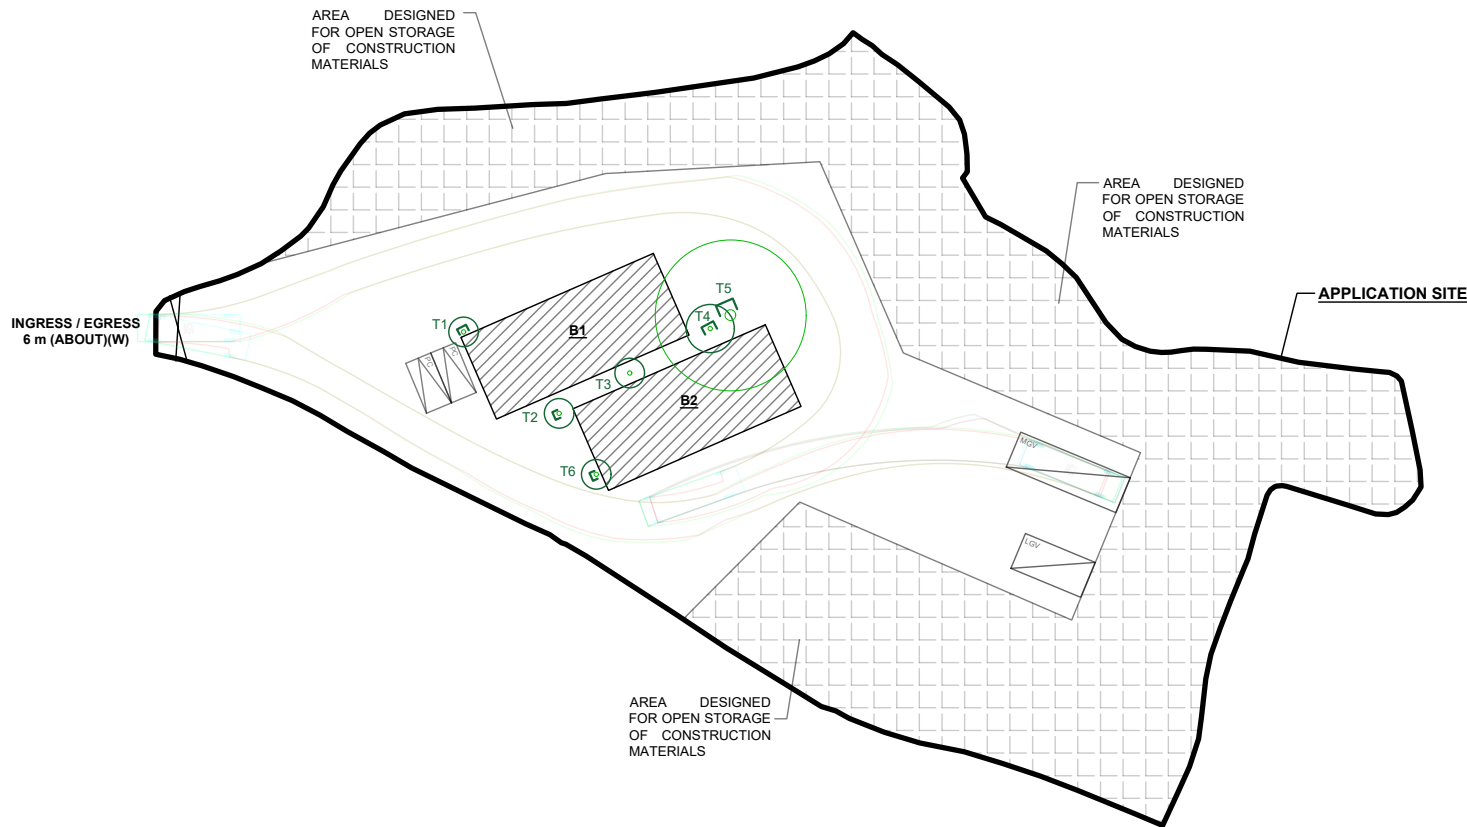 AREA DESIGNED
FOR OPEN STORAGE
OF CONSTRUCTION
MATERIALS
AREA DESIGNED
FOR OPEN STORAGE
OF CONSTRUCTION
MATERIALS
APPLICATION SITE
INGRESS / EGRESS
6 m (ABOUT)(W)
T5
T1
T4
B1
PC
PC
T3
B2
T2
T6
MGV
LGV
AREA DESIGNED
FOR OPEN STORAGE
OF CONSTRUCTION
MATERIALS